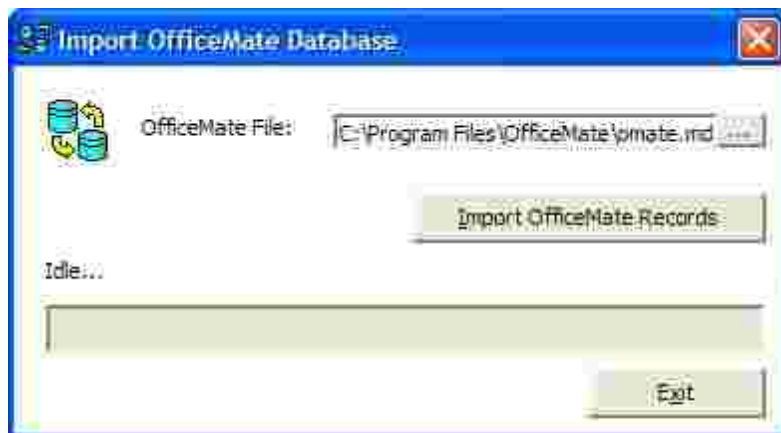 Import OfficeMate Database
OfficeMate File:
C:\Program Files\OfficeMate\omate.md ...
Import OfficeMate Records
Idle...
Exit